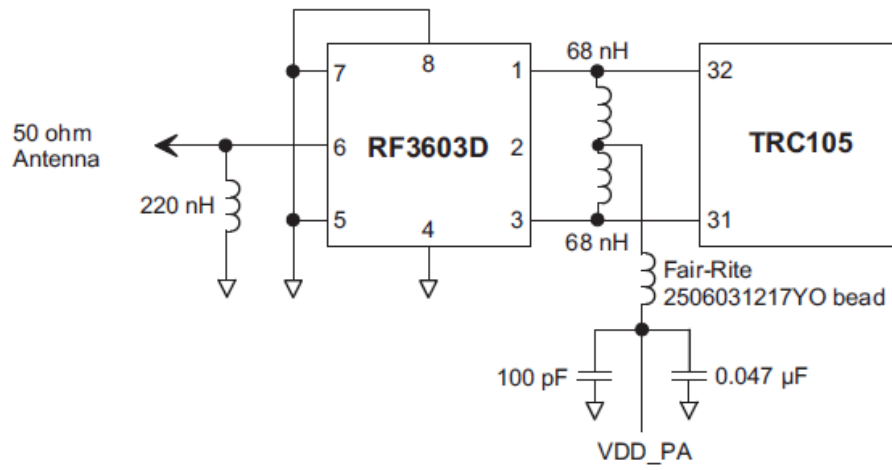 68 nH
7
8
1
32
50 ohm
Antenna
6
RF3603D
2
TRC105
220 nH
5
4
3
31
68 nH
Fair-Rite
2506031217YO bead
100 pF
0.047 µF
VDD_PA